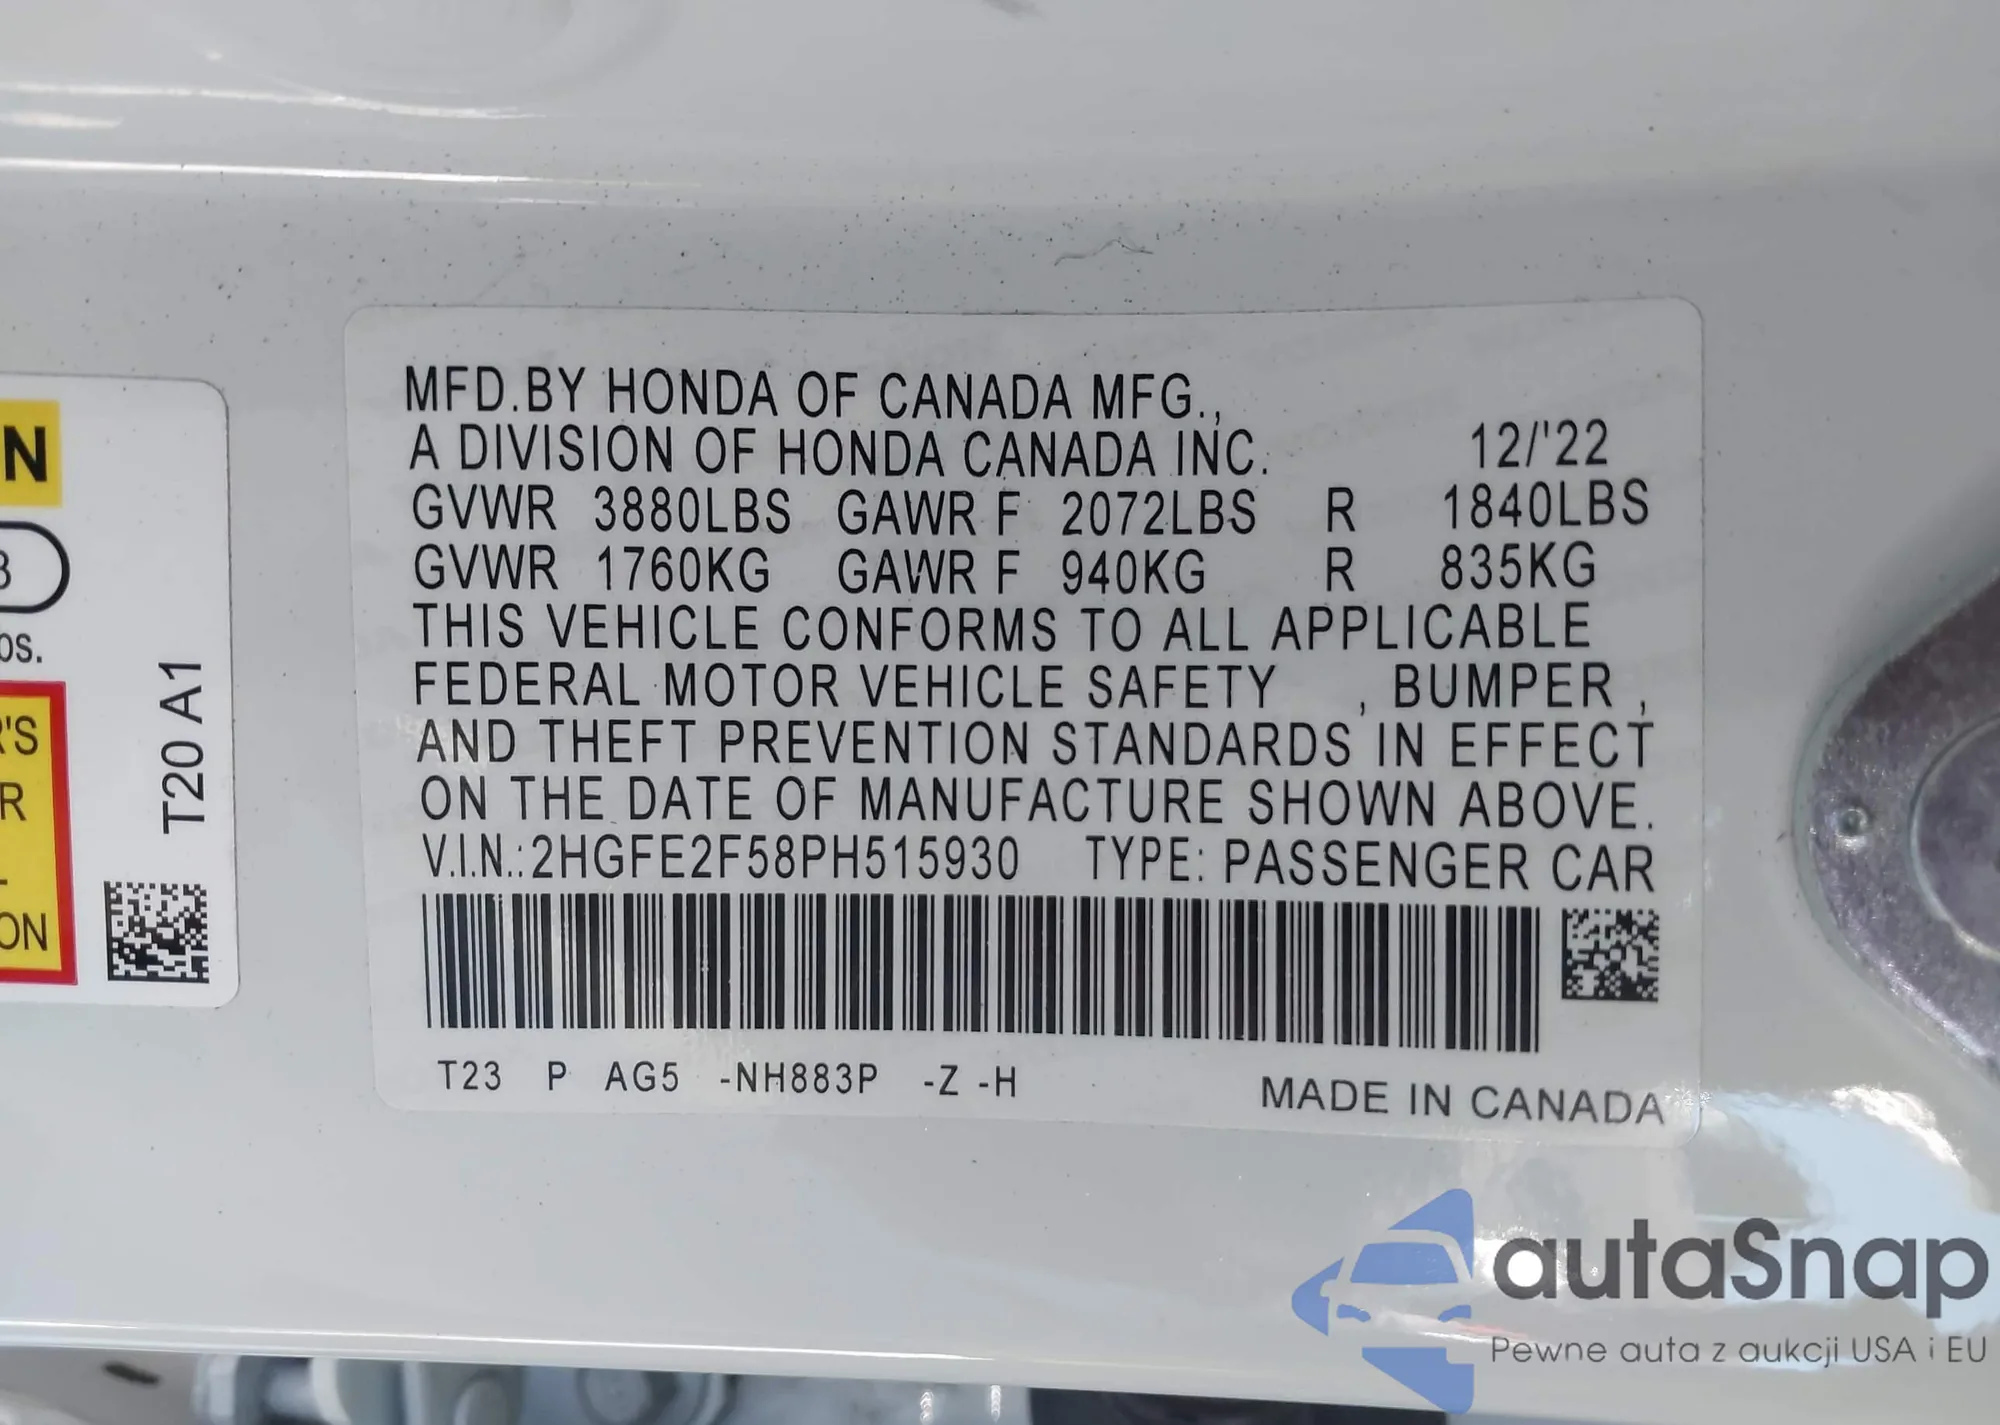 MFD.BY HONDA OF CANADA MFG.,
A DIVISION OF HONDA CANADA INC. 12/'22
GVWR 3880LBS GAWR F 2072LBS R 1840LBS
GVWR 1760KG GAWR F 940KG R 835KG
THIS VEHICLE CONFORMS TO ALL APPLICABLE
FEDERAL MOTOR VEHICLE SAFETY , BUMPER ,
AND THEFT PREVENTION STANDARDS IN EFFECT
ON THE DATE OF MANUFACTURE SHOWN ABOVE.
V.I.N.:2HGFE2F58PH515930 TYPE: PASSENGER CAR
T23 P AG5 -NH883P -Z -H
MADE IN CANADA
N
os.
R'S
R
ON
T20 A1
autaSnap
Pewne auta z aukcji USA i EU